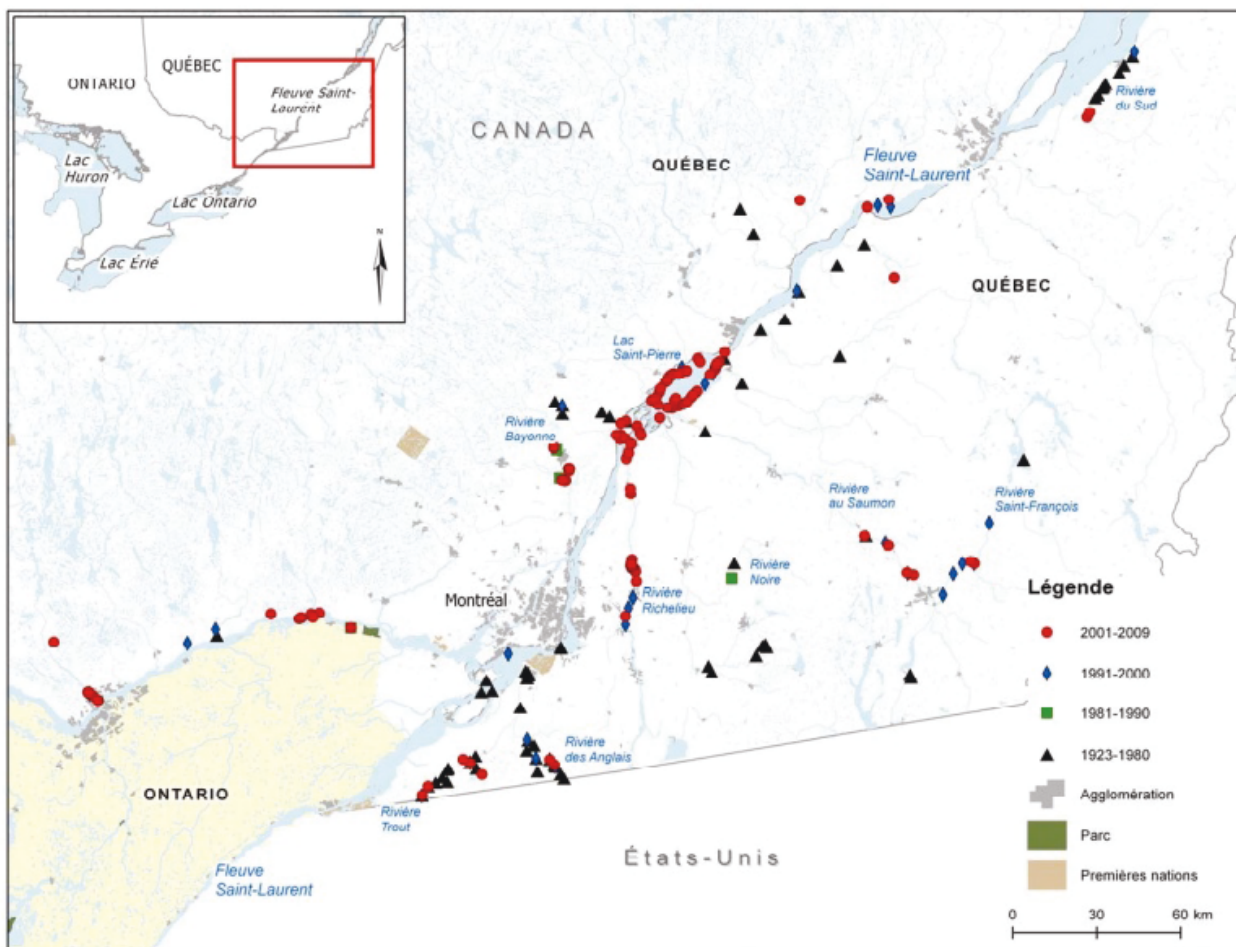 QUÉBEC
ONTARIO
Fleuve Saint-
Laurent
Lac
Huron
Lac Ontario
Lac Érié
N
CANADA
QUÉBEC
Fleuve
Saint-Laurent
Rivière
du Sud
QUÉBEC
Lac
Saint-Pierre
Rivière
Bayonne
Rivière
au Saumon
Rivière
Saint-François
Rivière
Noire
Montréal
Rivière
Richelieu
Rivière
des Anglais
ONTARIO
Rivière
Trout
États-Unis
Fleuve
Saint-Laurent
Légende
2001-2009
1991-2000
1981-1990
1923-1980
Agglomération
Parc
Premières nations
0 30 60 km